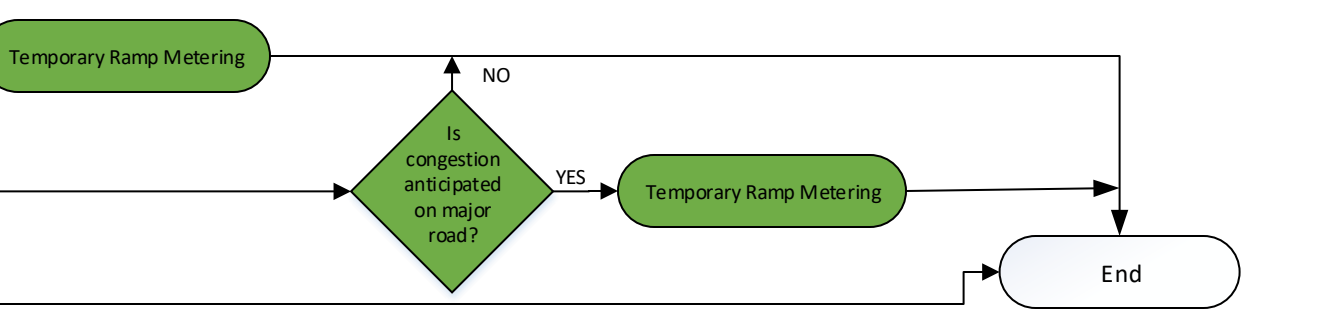 Temporary Ramp Metering
NO
Is
congestion
anticipated
on major
road?
YES
Temporary Ramp Metering
End